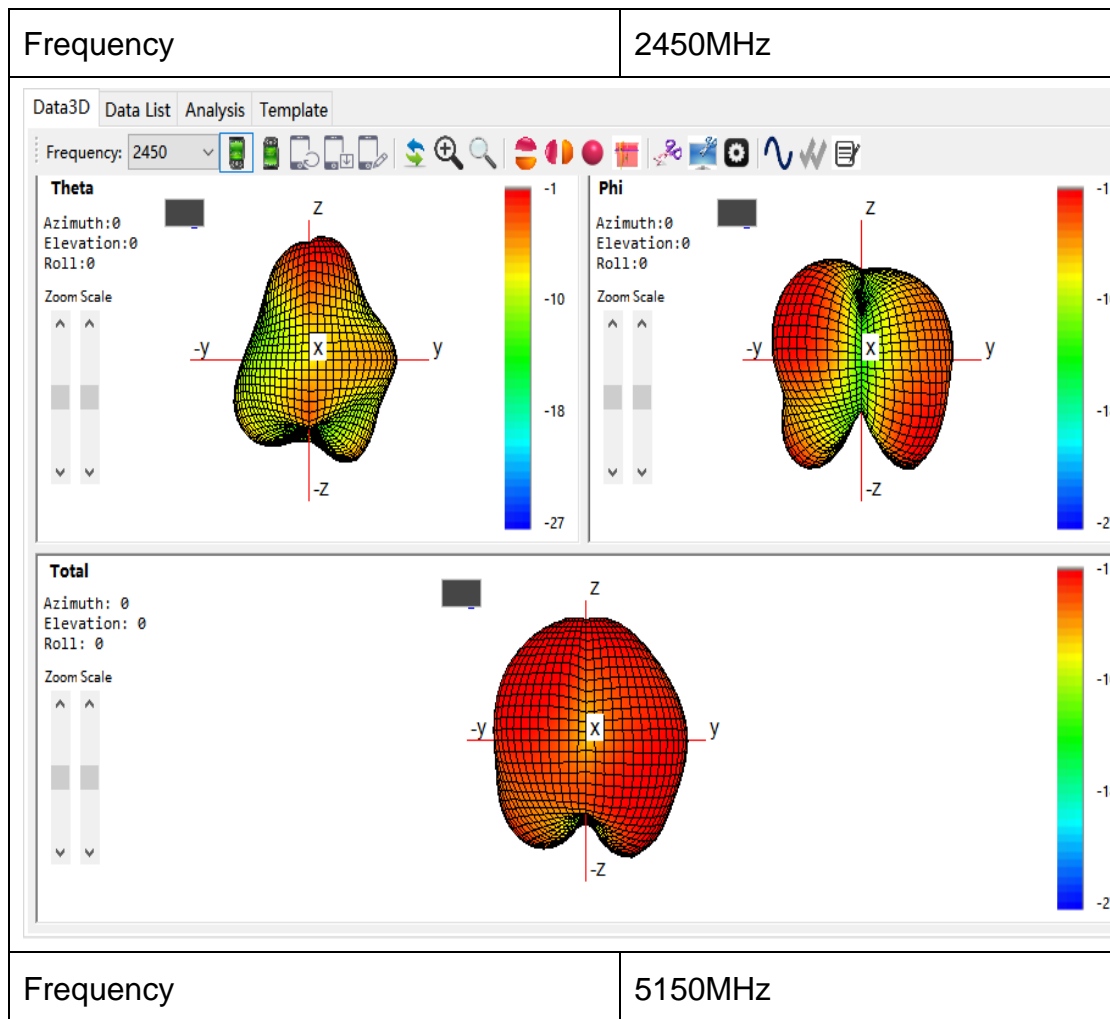 Frequency 2450MHz
Data3D Data List Analysis Template
Frequency: 2450
Theta
Azimuth:0
Elevation:0
Roll:0
Zoom Scale
Z
-y X y
-Z
-1
-10
-18
-27
Phi
Azimuth:0
Elevation:0
Roll:0
Zoom Scale
Z
-y X y
-Z
-1
Total
Azimuth: 0
Elevation: 0
Roll: 0
Zoom Scale
Z
-y X y
-Z
-1
Frequency 5150MHz